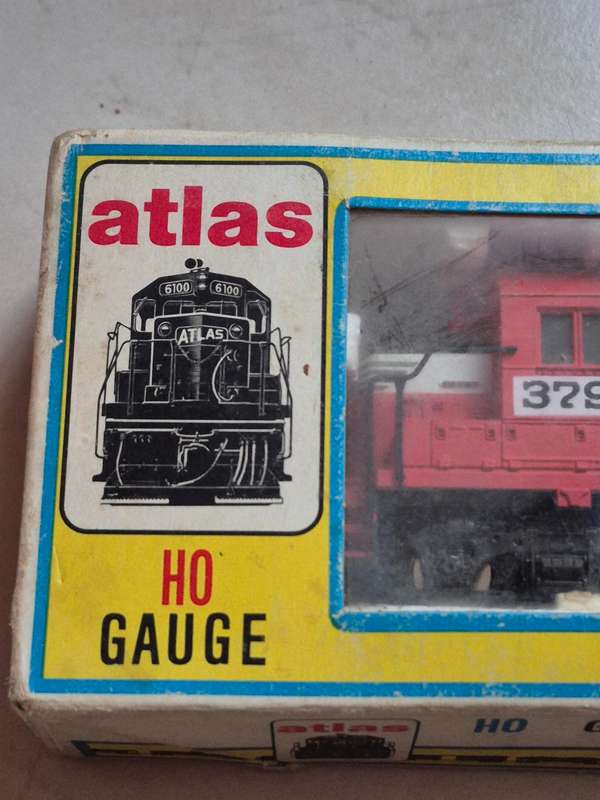 atlas
6100 6100
ATLAS
379
HO
GAUGE
atlas HO G